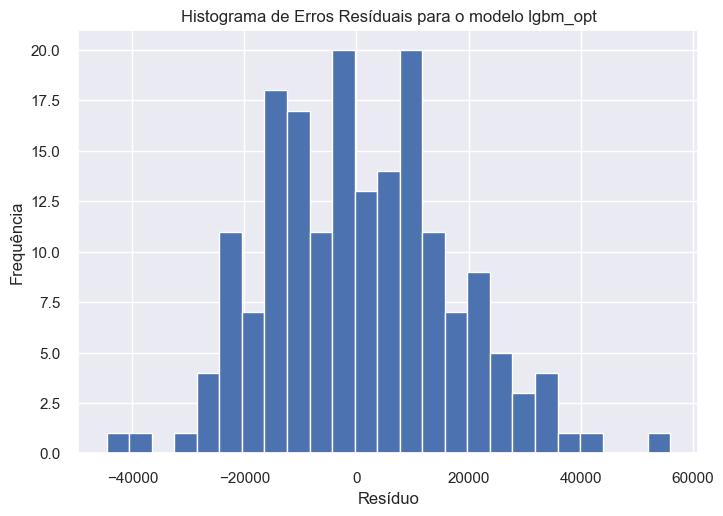 Histograma de Erros Resíduais para o modelo lgbm_opt
20.0
17.5
15.0
12.5
10.0
7.5
5.0
2.5
0.0
Frequência
−40000 −20000 0 20000 40000 60000
Resíduo